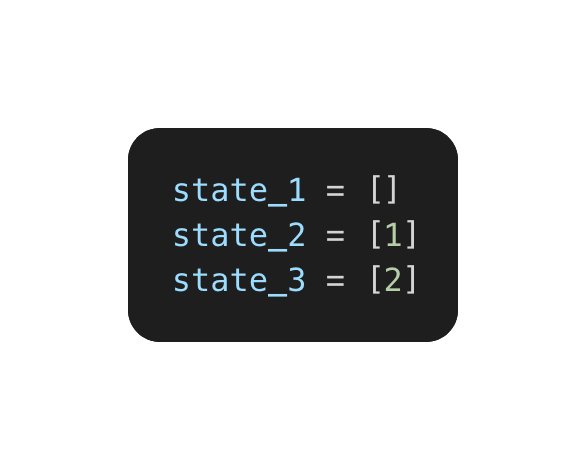 state_1 = []
state_2 = [1]
state_3 = [2]